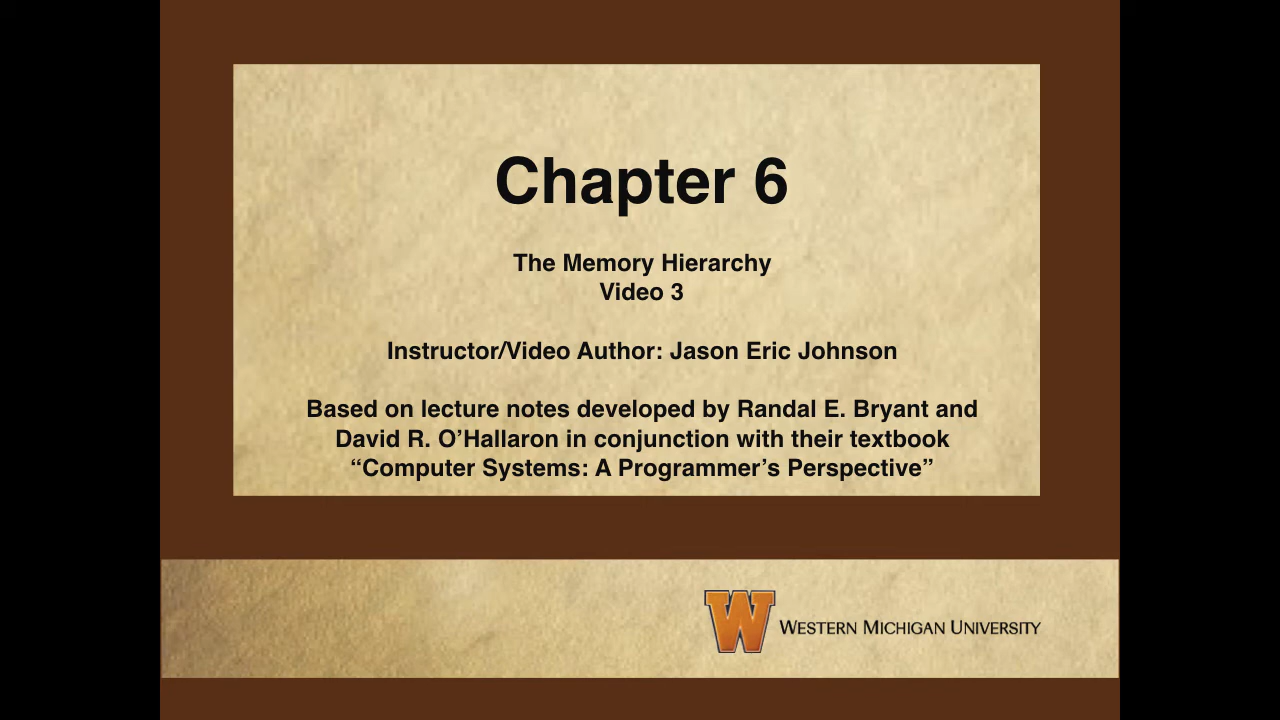 Chapter 6
The Memory Hierarchy
Video 3
Instructor/Video Author: Jason Eric Johnson
Based on lecture notes developed by Randal E. Bryant and
David R. O’Hallaron in conjunction with their textbook
“Computer Systems: A Programmer’s Perspective”
W WESTERN MICHIGAN UNIVERSITY